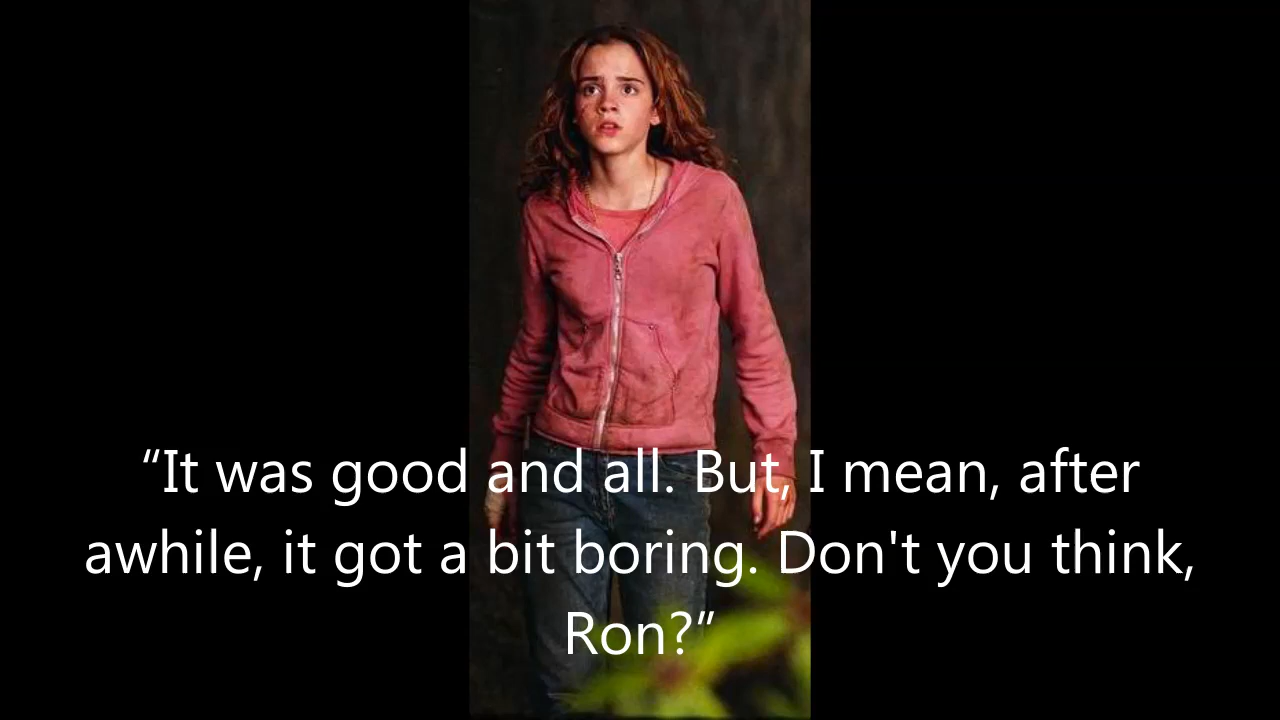 “It was good and all. But, I mean, after
awhile, it got a bit boring. Don't you think,
Ron?”